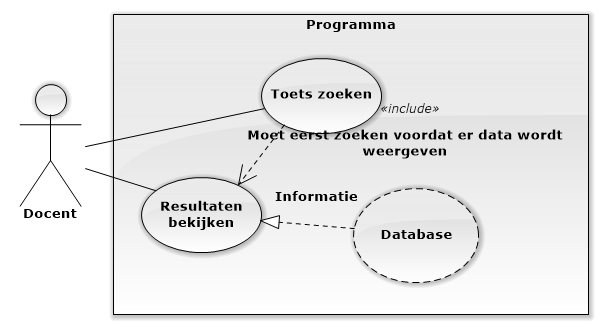 Programma
Toets zoeken
«include»
Moet eerst zoeken voordat er data wordt
weergeven
Docent
Resultaten
bekijken
Informatie
Database